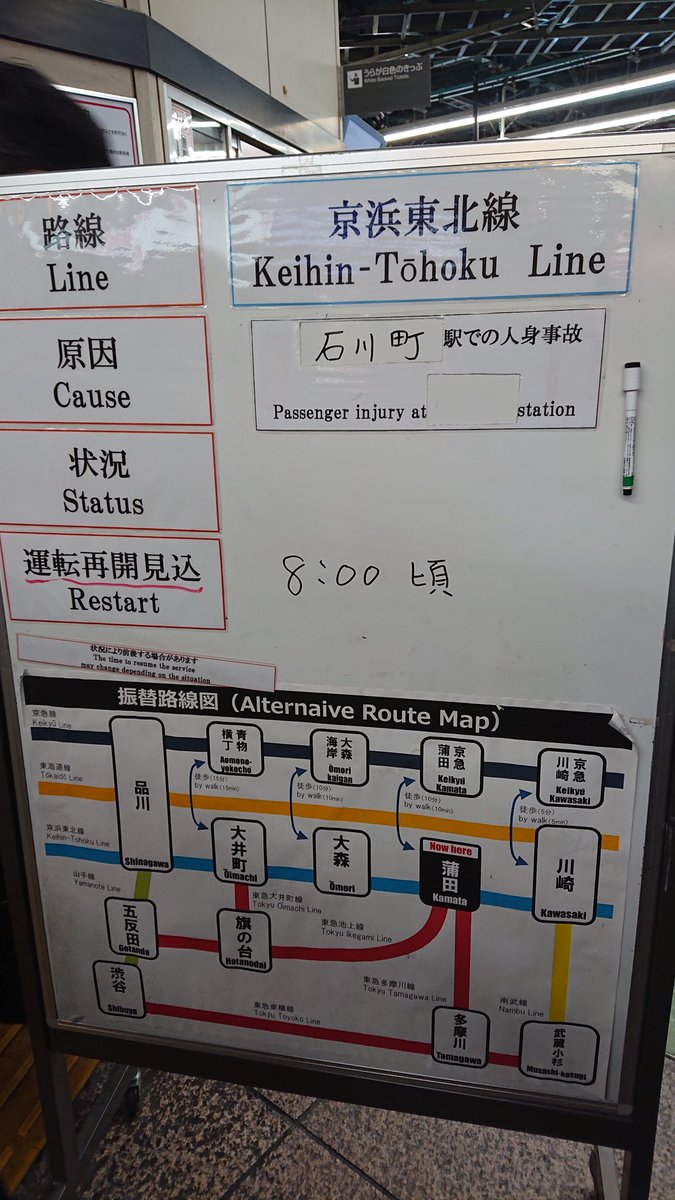 うらが白色のきっぷ
White Backed Tickets
路線
Line
京浜東北線
Keihin-Tōhoku Line
原因
Cause
石川町駅での人身事故
Passenger injury at station
状況
Status
運転再開見込
Restart
8:00 頃
状況により前後する場合があります
The time to resume the service
may change depending on the situation
振替路線図（Alternaive Route Map）
京急線
Keikyū Line
品川
Shinagawa
青物横丁
Aomono-yokochō
大森海岸
Ōmori kaigan
京急蒲田
Keikyū Kamata
京急川崎
Keikyū Kawasaki
東海道線
Tōkaidō Line
徒歩(15分)
by walk(15min)
徒歩(10分)
by walk(10min)
徒歩(10分)
by walk(10min)
徒歩(5分)
by walk(5min)
京浜東北線
Keihin-Tohoku Line
大井町
Ōimachi
大森
Ōmori
Now here
蒲田
Kamata
川崎
Kawasaki
山手線
Yamanote Line
東急大井町線
Tokyu Ōimachi Line
東急池上線
Tokyu Ikegami Line
五反田
Gotanda
旗の台
Hatanodai
東急多摩川線
Tokyu Tamagawa Line
南武線
Nambu Line
渋谷
Shibuya
東急東横線
Tokyu Toyoko Line
多摩川
Tamagawa
武蔵小杉
Musashi-kosugi